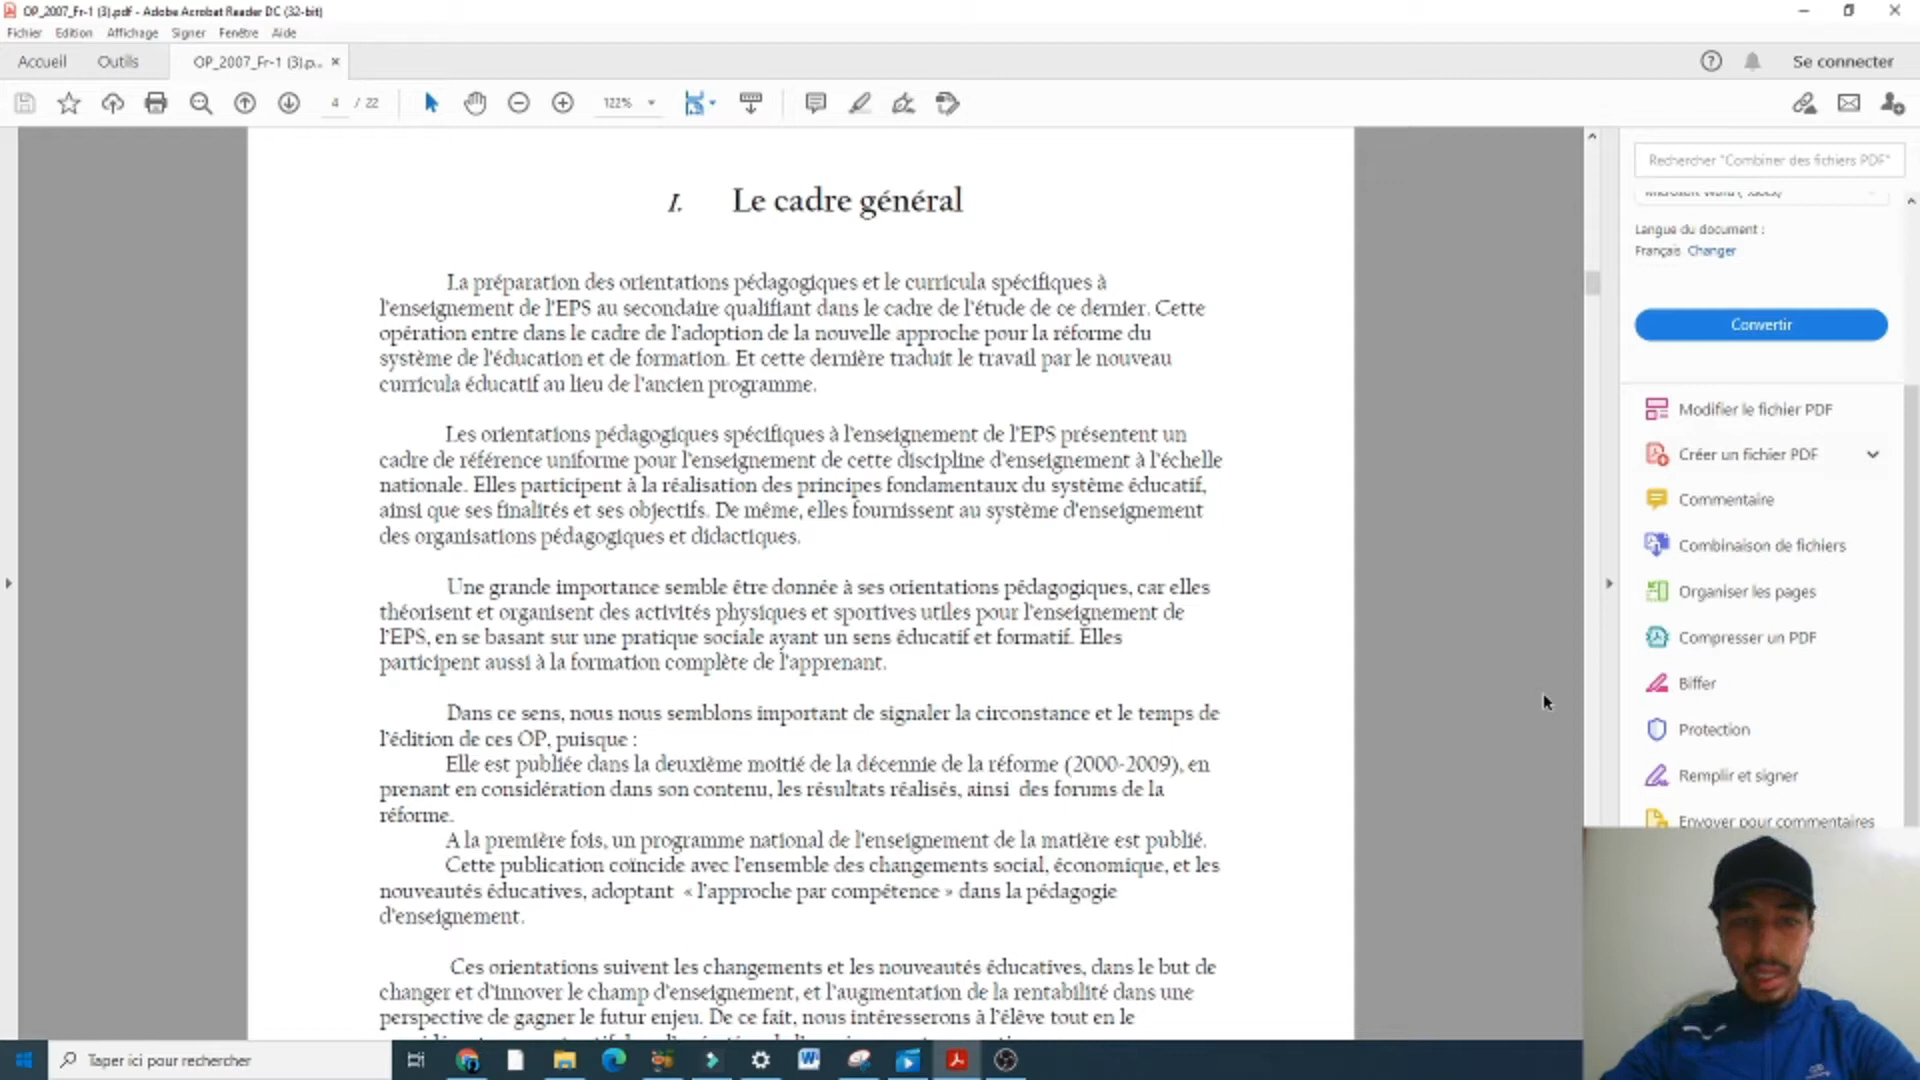 OP_2007_Fr-1 (3).pdf - Adobe Acrobat Reader DC (32-bit)
Fichier Edition Affichage Signer Fenêtre Aide
Accueil Outils OP_2007_Fr-1 (3).p... × Se connecter
4 / 22 122%
Rechercher "Combiner des fichiers PDF"
Microsoft Word (*.docx)
Langue du document :
Français Changer
Convertir
Modifier le fichier PDF
Créer un fichier PDF
Commentaire
Combinaison de fichiers
Organiser les pages
Compresser un PDF
Biffer
Protection
Remplir et signer
Envoyer pour commentaires
I. Le cadre général
La préparation des orientations pédagogiques et le curricula spécifiques à
l'enseignement de l'EPS au secondaire qualifiant dans le cadre de l'étude de ce dernier. Cette
opération entre dans le cadre de l'adoption de la nouvelle approche pour la réforme du
système de l'éducation et de formation. Et cette dernière traduit le travail par le nouveau
curricula éducatif au lieu de l'ancien programme.
Les orientations pédagogiques spécifiques à l'enseignement de l'EPS présentent un
cadre de référence uniforme pour l'enseignement de cette discipline d'enseignement à l'échelle
nationale. Elles participent à la réalisation des principes fondamentaux du système éducatif,
ainsi que ses finalités et ses objectifs. De même, elles fournissent au système d'enseignement
des organisations pédagogiques et didactiques.
Une grande importance semble être donnée à ses orientations pédagogiques, car elles
théorisent et organisent des activités physiques et sportives utiles pour l'enseignement de
l'EPS, en se basant sur une pratique sociale ayant un sens éducatif et formatif. Elles
participent aussi à la formation complète de l'apprenant.
Dans ce sens, nous nous semblons important de signaler la circonstance et le temps de
l'édition de ces OP, puisque :
Elle est publiée dans la deuxième moitié de la décennie de la réforme (2000-2009), en
prenant en considération dans son contenu, les résultats réalisés, ainsi des forums de la
réforme.
A la première fois, un programme national de l'enseignement de la matière est publié.
Cette publication coïncide avec l'ensemble des changements social, économique, et les
nouveautés éducatives, adoptant « l'approche par compétence » dans la pédagogie
d'enseignement.
Ces orientations suivent les changements et les nouveautés éducatives, dans le but de
changer et d'innover le champ d'enseignement, et l'augmentation de la rentabilité dans une
perspective de gagner le futur enjeu. De ce fait, nous intéresserons à l'élève tout en le
Taper ici pour rechercher